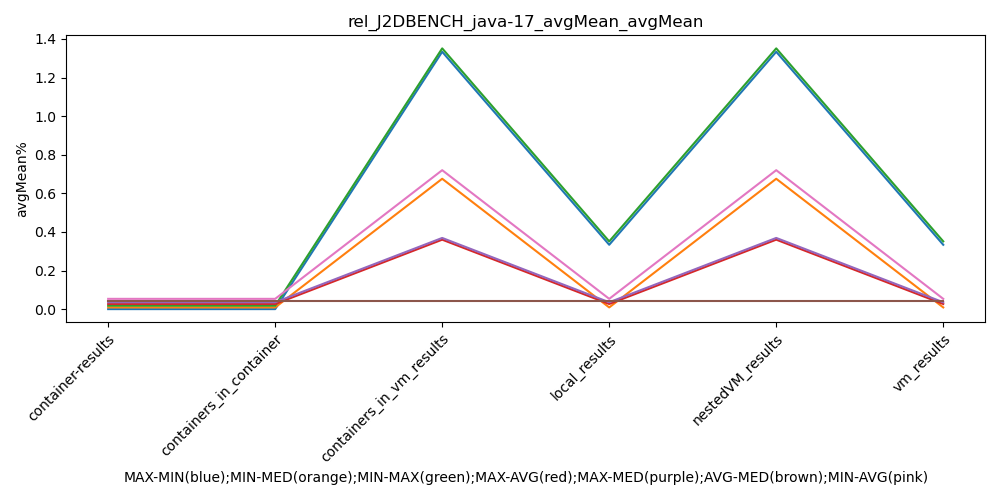 rel_J2DBENCH_java-17_avgMean_avgMean
avgMean%
1.4
1.2
1.0
0.8
0.6
0.4
0.2
0.0
container-results
containers_in_container
containers_in_vm_results
local_results
nestedVM_results
vm_results
MAX-MIN(blue);MIN-MED(orange);MIN-MAX(green);MAX-AVG(red);MAX-MED(purple);AVG-MED(brown);MIN-AVG(pink)